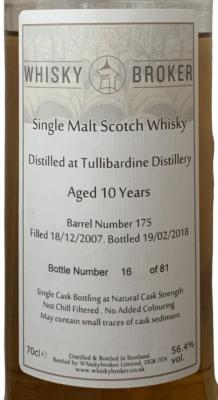 WHISKY BROKER
Single Malt Scotch Whisky
Distilled at Tullibardine Distillery
Aged 10 Years
Barrel Number 175
Filled 18/12/2007. Bottled 19/02/2018
Bottle Number 16 of 81
Single Cask Bottling at Natural Cask Strength
Not Chill Filtered . No Added Colouring
May contain small traces of cask sediment
70cl e
Distilled & Bottled in Scotland
Bottled by Whiskybroker Limited, DG8 7EN
www.whiskybroker.co.uk
56.4%
vol.